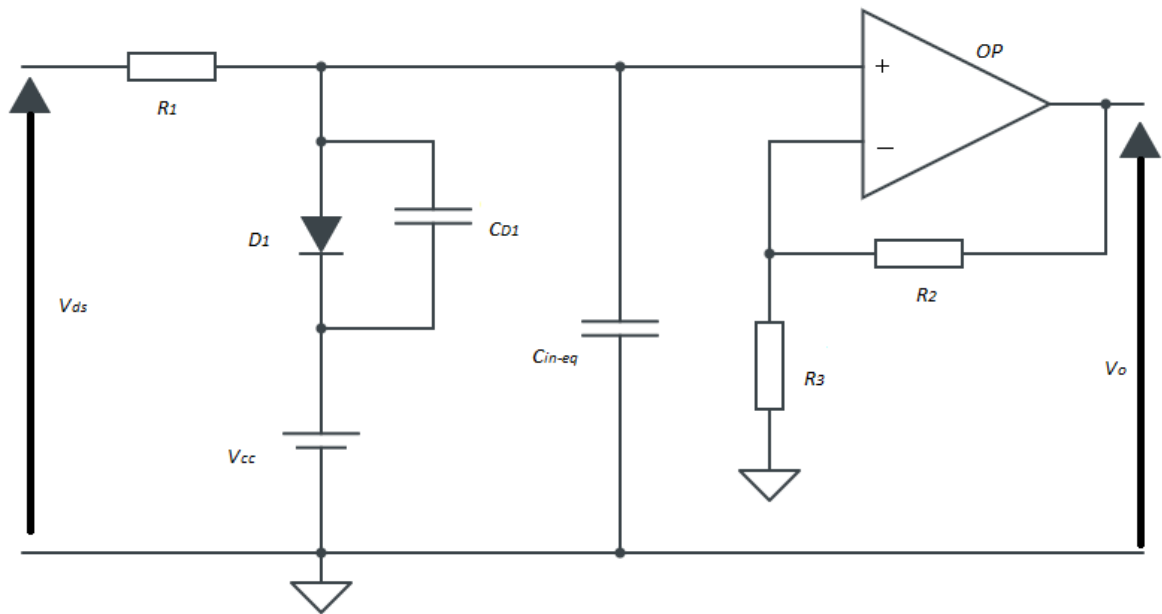 OP
+
R1
−
D1
CD1
R2
Vds
Cin-eq
R3
Vo
Vcc